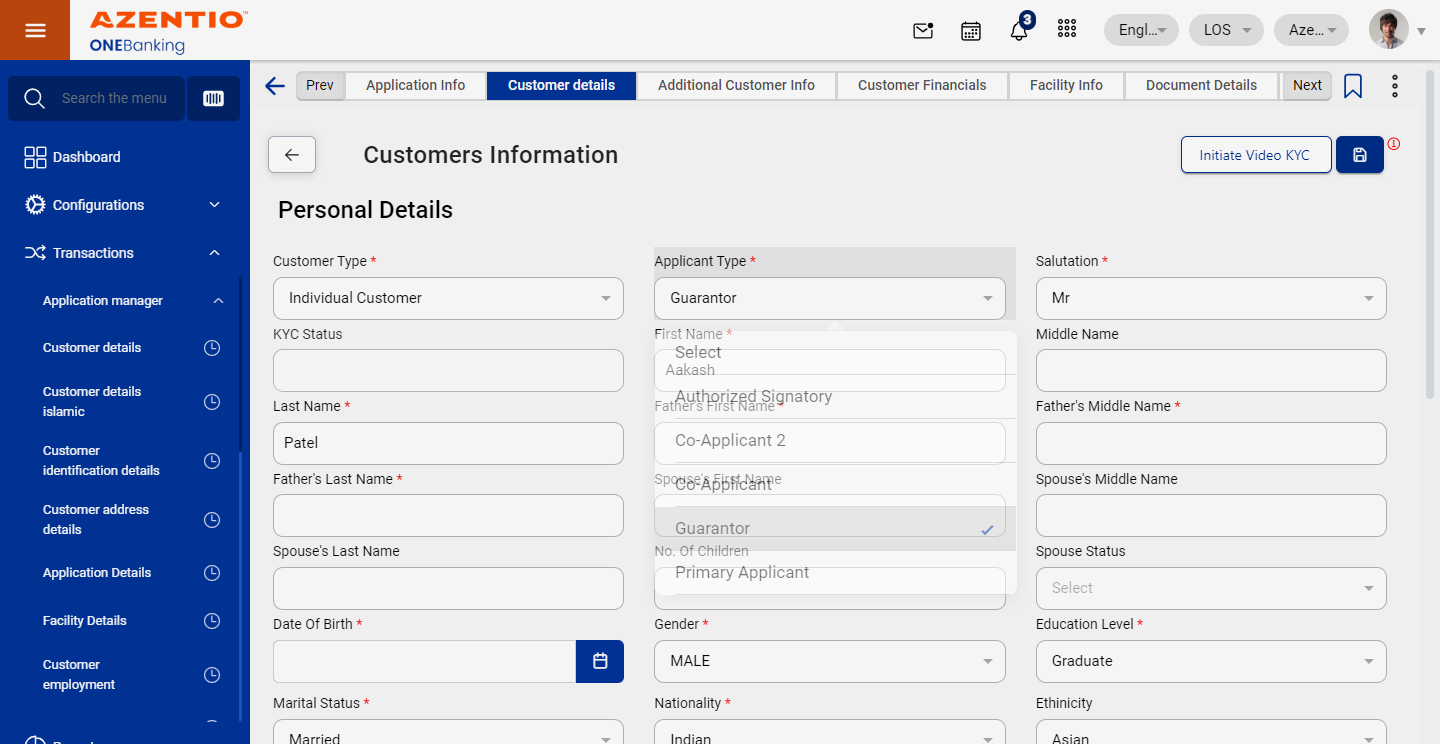 AZENTIO™
ONEBanking
3
Engl...
LOS
Aze...
Search the menu
Dashboard
Configurations
Transactions
Application manager
Customer details
Customer details
islamic
Customer
identification details
Customer address
details
Application Details
Facility Details
Customer
employment
Prev
Application Info
Customer details
Additional Customer Info
Customer Financials
Facility Info
Document Details
Next
Customers Information
Initiate Video KYC
Personal Details
Customer Type *
Applicant Type *
Salutation *
Individual Customer
Guarantor
Mr
KYC Status
First Name *
Middle Name
Select
Aakash
Authorized Signatory
Last Name *
Father's First Name *
Father's Middle Name *
Patel
Co-Applicant 2
Father's Last Name *
Spouse's First Name
Spouse's Middle Name
Co-Applicant
Guarantor
Spouse's Last Name
No. Of Children
Spouse Status
Primary Applicant
Select
Date Of Birth *
Gender *
Education Level *
MALE
Graduate
Marital Status *
Nationality *
Ethinicity
Married
Indian
Asian